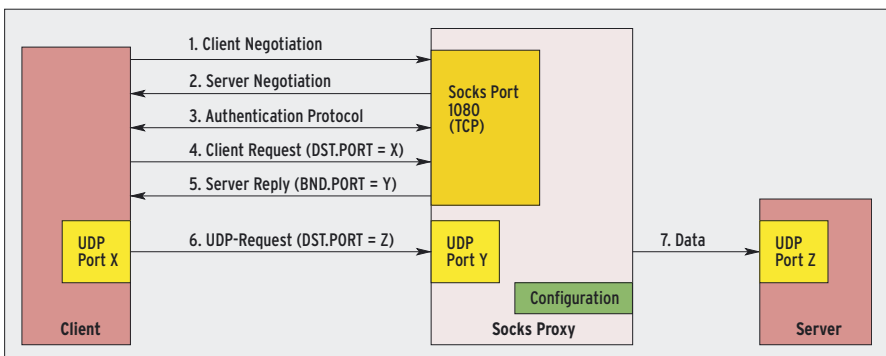 1. Client Negotiation
2. Server Negotiation
3. Authentication Protocol
4. Client Request (DST.PORT = X)
5. Server Reply (BND.PORT = Y)
Socks Port
1080
(TCP)
UDP
Port X
6. UDP-Request (DST.PORT = Z)
UDP
Port Y
7. Data
UDP
Port Z
Configuration
Client
Socks Proxy
Server